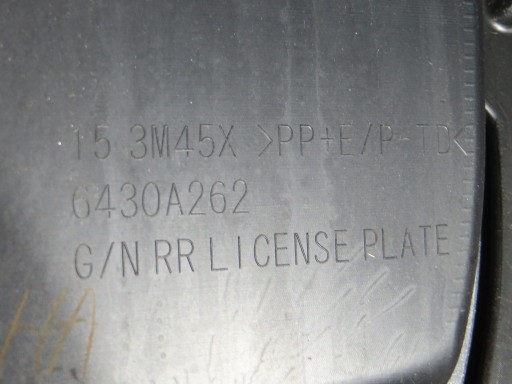 15 3M45X >PP+E/P-TD<
6430A262
G/N RR LICENSE PLATE